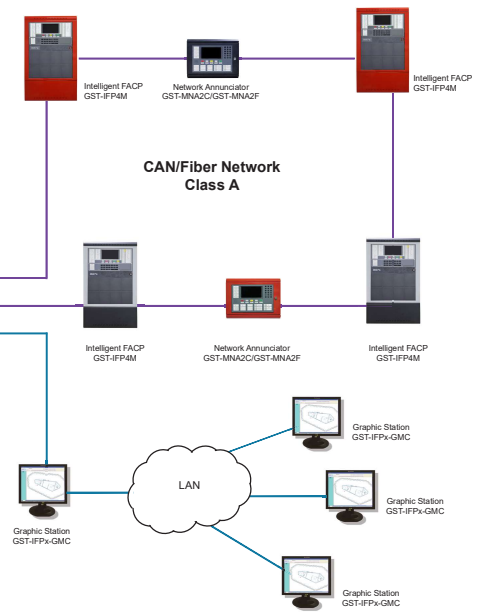 Intelligent FACP
GST-IFP4M
Network Annunciator
GST-MNA2C/GST-MNA2F
Intelligent FACP
GST-IFP4M
CAN/Fiber Network
Class A
Intelligent FACP
GST-IFP4M
Network Annunciator
GST-MNA2C/GST-MNA2F
Intelligent FACP
GST-IFP4M
Graphic Station
GST-IFPx-GMC
LAN
Graphic Station
GST-IFPx-GMC
Graphic Station
GST-IFPx-GMC
Graphic Station
GST-IFPx-GMC